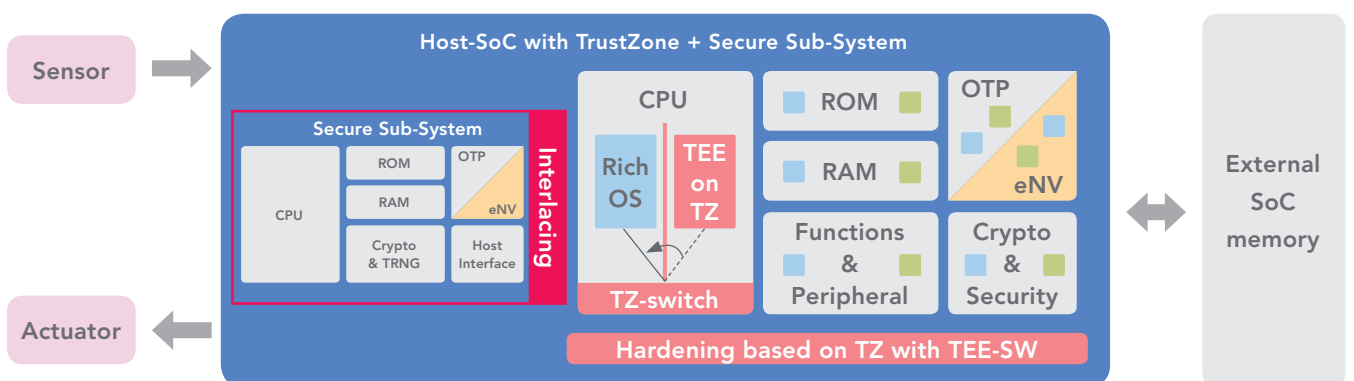 Host-SoC with TrustZone + Secure Sub-System
Sensor
Actuator
Secure Sub-System
CPU
ROM
RAM
OTP
eNV
Crypto
& TRNG
Host
Interface
Interlacing
CPU
Rich
OS
TEE
on
TZ
TZ-switch
ROM
RAM
OTP
eNV
Functions
&
Peripheral
Crypto
&
Security
Hardening based on TZ with TEE-SW
External
SoC
memory